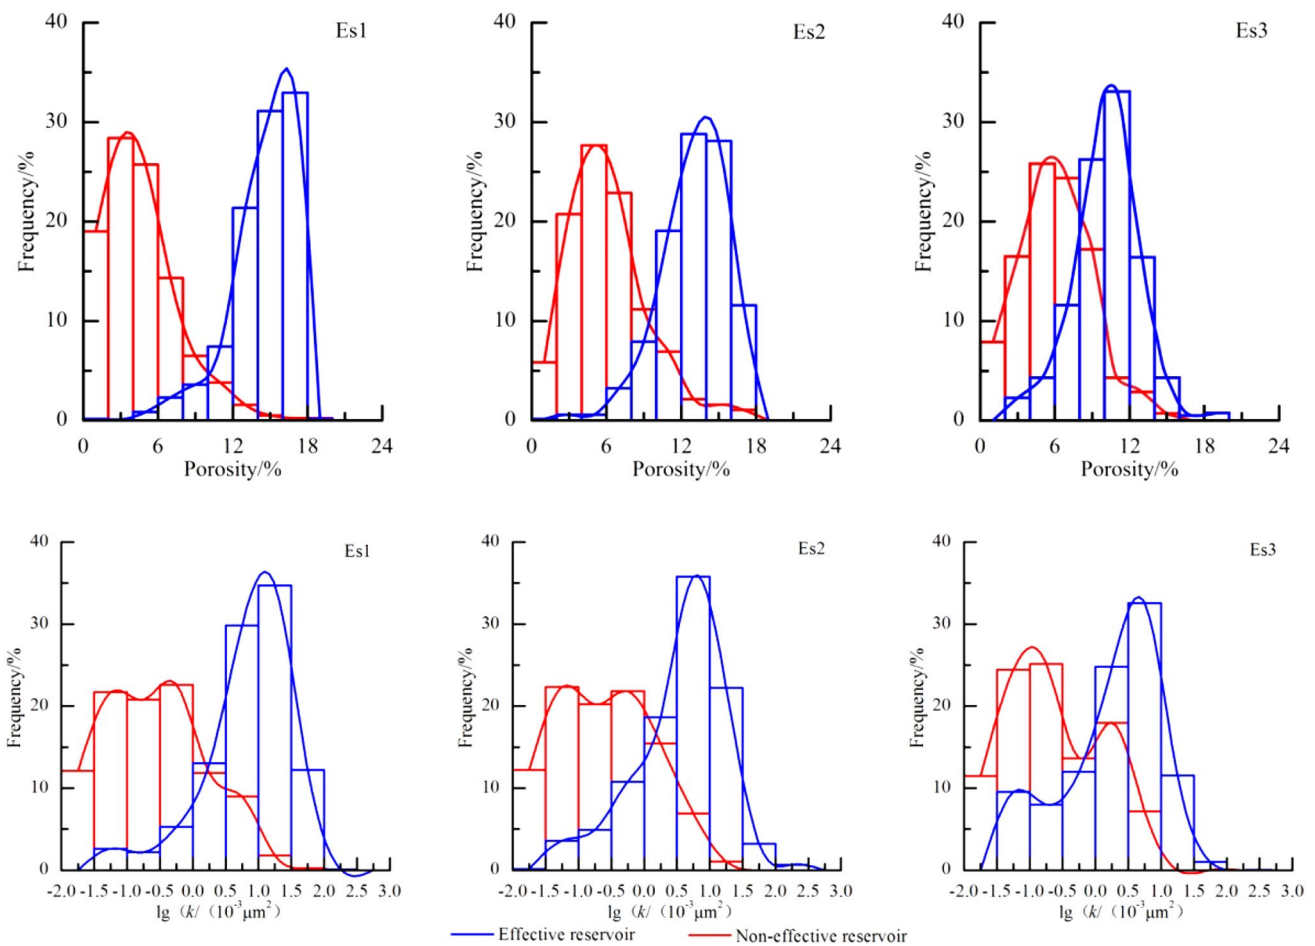 40
Es1
30
Frequency/%
20
10
0
0 6 12 18 24
Porosity/%
40
Es2
30
Frequency/%
20
10
0
0 6 12 18 24
Porosity/%
40
Es3
30
Frequency/%
20
10
0
0 6 12 18 24
Porosity/%
40
Es1
30
Frequency/%
20
10
0
-2.0 -1.5 -1.0 -0.5 0.0 0.5 1.0 1.5 2.0 2.5 3.0
lg（k/（10⁻³μm²）
40
Es2
30
Frequency/%
20
10
0
-2.0 -1.5 -1.0 -0.5 0.0 0.5 1.0 1.5 2.0 2.5 3.0
lg（k/（10⁻³μm²）
40
Es3
30
Frequency/%
20
10
0
-2.0 -1.5 -1.0 -0.5 0.0 0.5 1.0 1.5 2.0 2.5 3.0
lg（k/（10⁻³μm²）
Effective reservoir
Non-effective reservoir